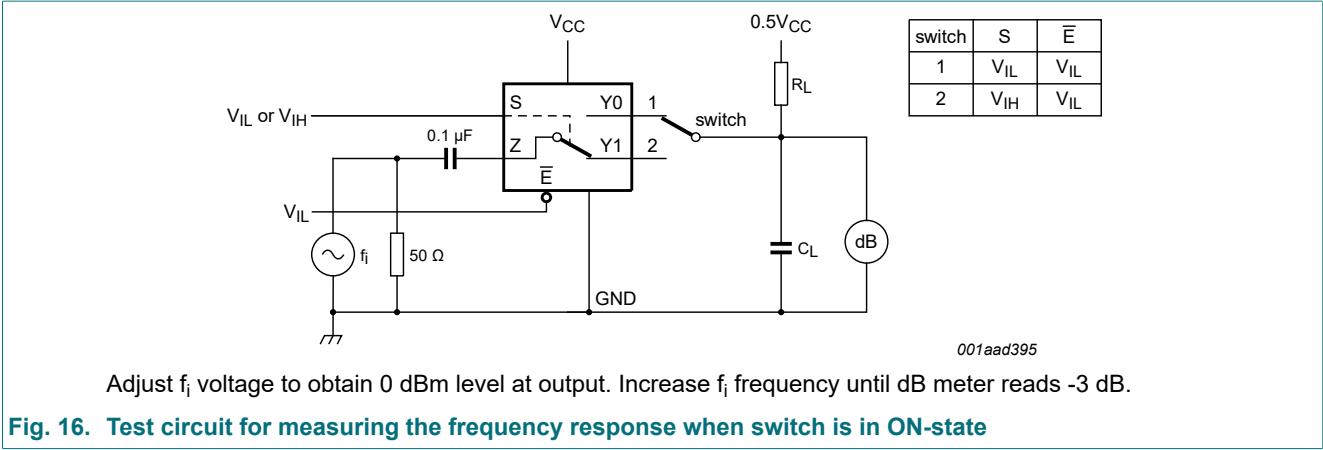 VCC
0.5VCC
switch S E̅
1 VIL VIL
2 VIH VIL
RL
S Y0 1
switch
VIL or VIH
0.1 µF
Z Y1 2
E̅
VIL
fi
50 Ω
CL
dB
GND
001aad395
Adjust fi voltage to obtain 0 dBm level at output. Increase fi frequency until dB meter reads -3 dB.
Fig. 16. Test circuit for measuring the frequency response when switch is in ON-state